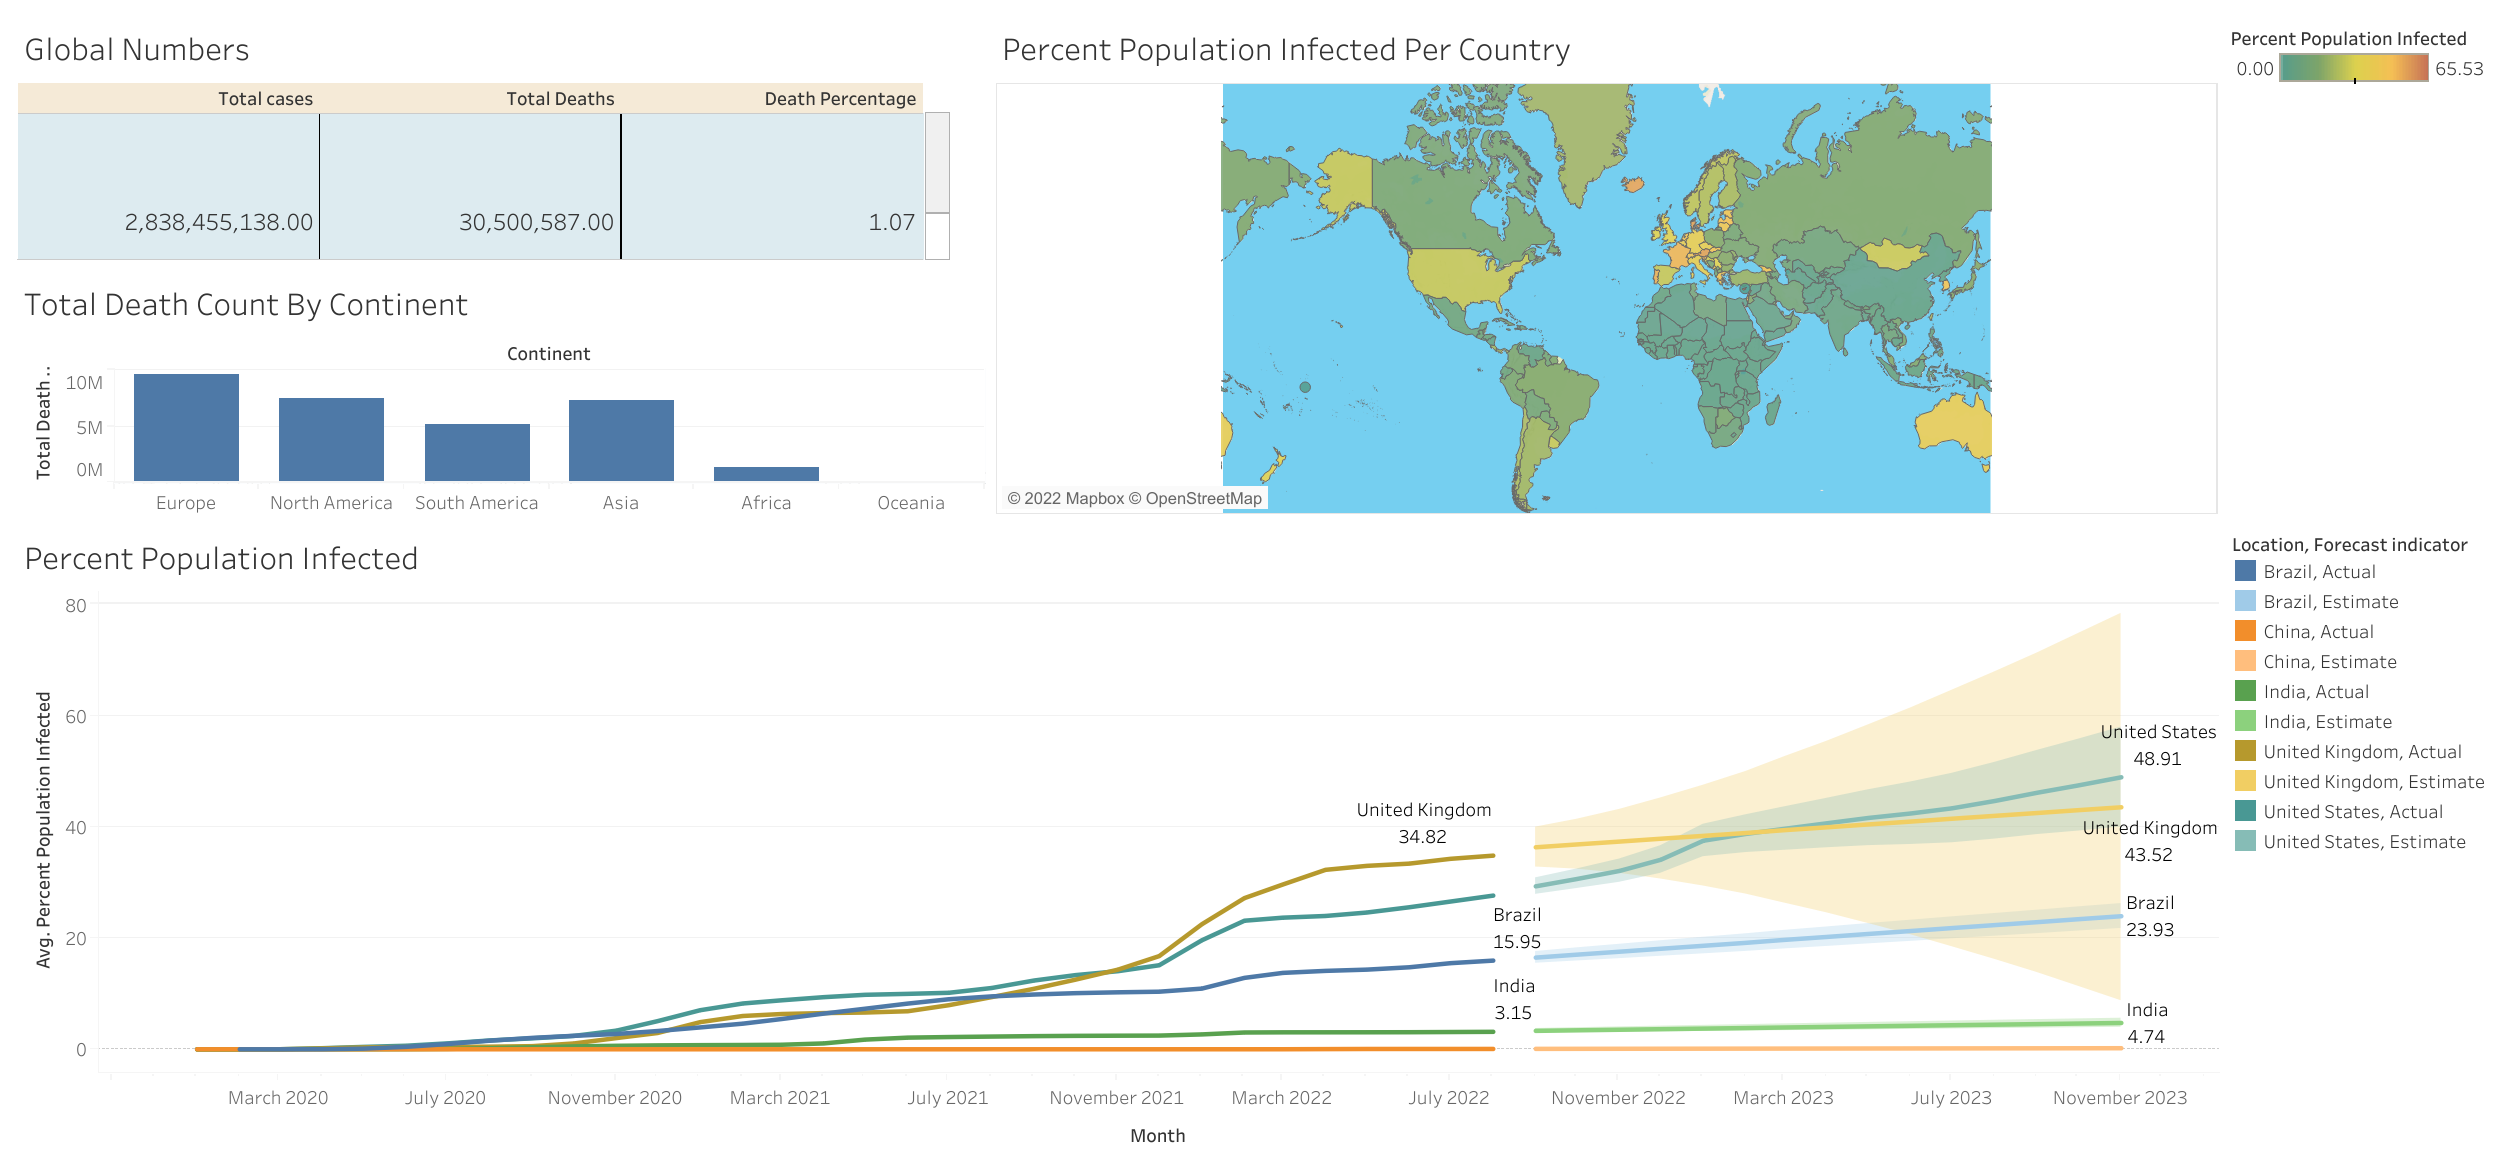 Global Numbers
Total cases Total Deaths Death Percentage
2,838,455,138.00 30,500,587.00 1.07
Total Death Count By Continent
Continent
Total Death ..
10M
5M
0M
Europe North America South America Asia Africa Oceania
Percent Population Infected Per Country
© 2022 Mapbox © OpenStreetMap
Percent Population Infected
0.00 65.53
Percent Population Infected
Avg. Percent Population Infected
80
60
40
20
0
United Kingdom
34.82
Brazil
15.95
India
3.15
United States
48.91
United Kingdom
43.52
Brazil
23.93
India
4.74
March 2020 July 2020 November 2020 March 2021 July 2021 November 2021 March 2022 July 2022 November 2022 March 2023 July 2023 November 2023
Month
Location, Forecast indicator
Brazil, Actual
Brazil, Estimate
China, Actual
China, Estimate
India, Actual
India, Estimate
United Kingdom, Actual
United Kingdom, Estimate
United States, Actual
United States, Estimate